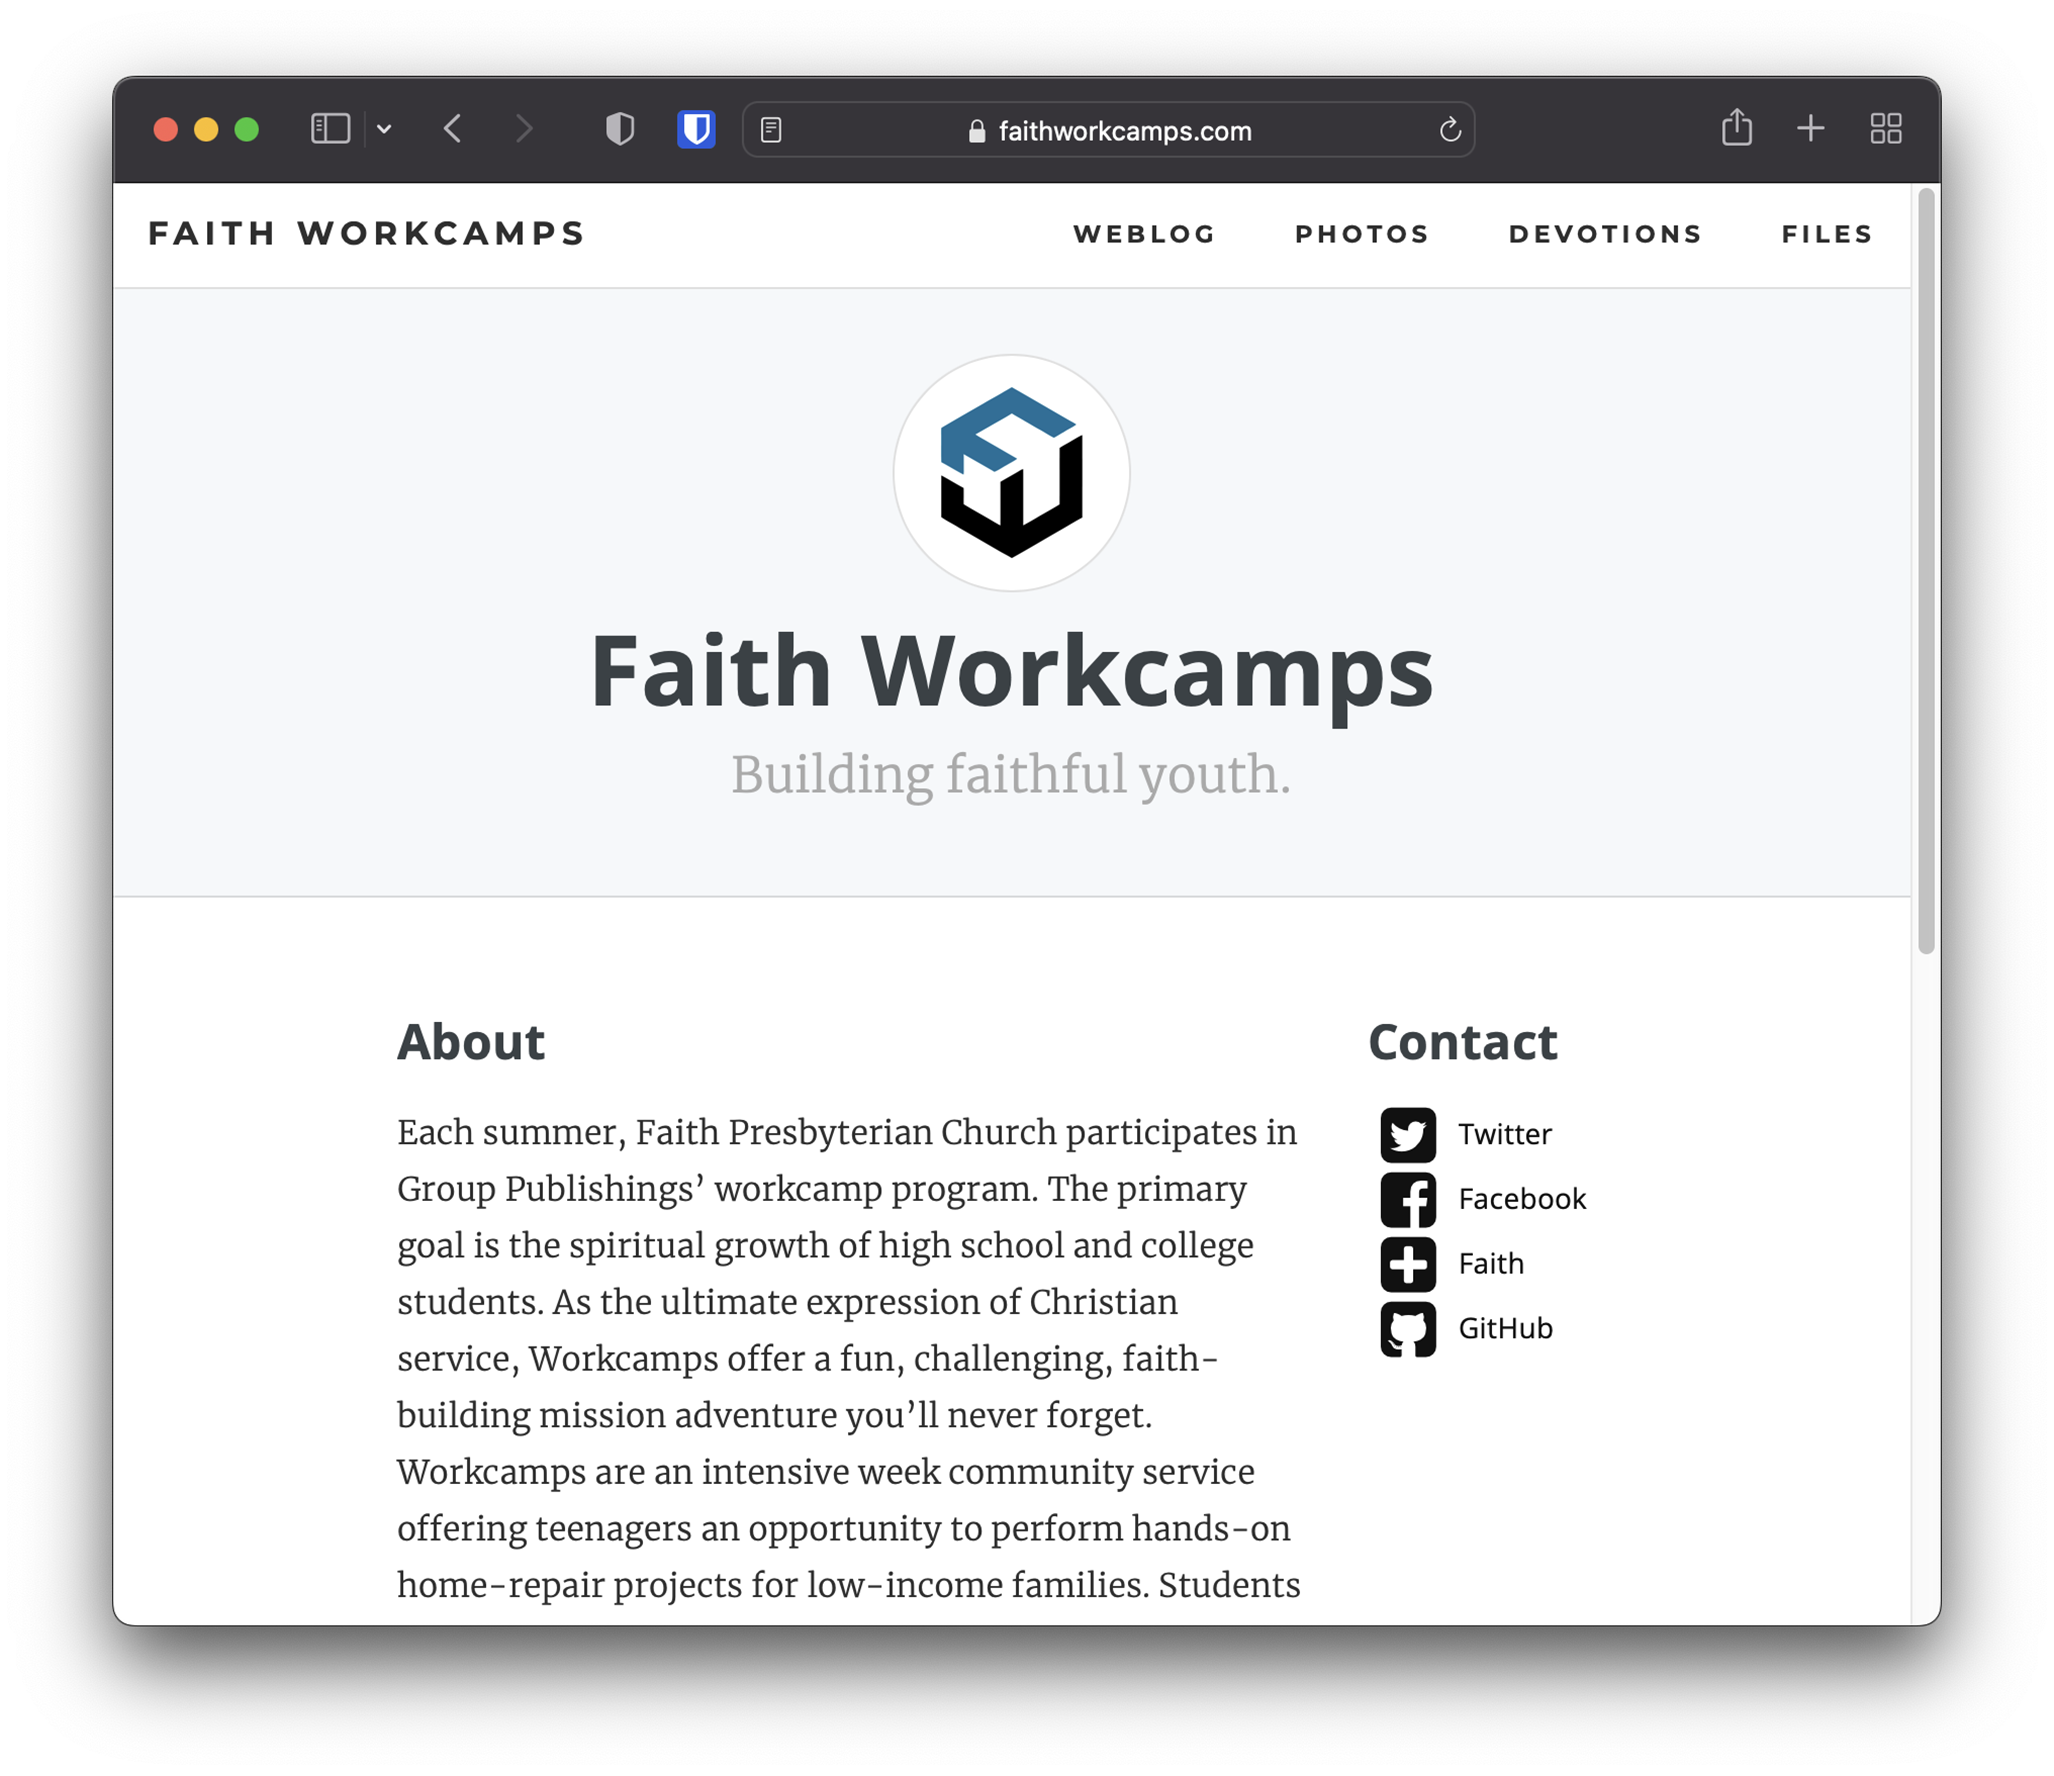 faithworkcamps.com
FAITH WORKCAMPS
WEBLOG PHOTOS DEVOTIONS FILES
Faith Workcamps
Building faithful youth.
About
Each summer, Faith Presbyterian Church participates in
Group Publishings’ workcamp program. The primary
goal is the spiritual growth of high school and college
students. As the ultimate expression of Christian
service, Workcamps offer a fun, challenging, faith-
building mission adventure you’ll never forget.
Workcamps are an intensive week community service
offering teenagers an opportunity to perform hands-on
home-repair projects for low-income families. Students
Contact
Twitter
Facebook
Faith
GitHub